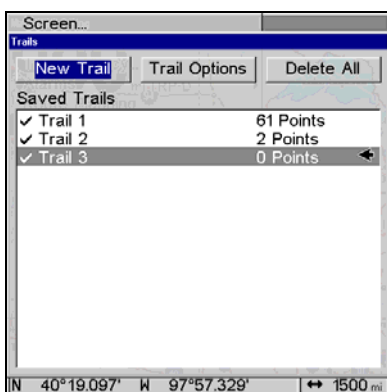 Screen...
Trails
New Trail Trail Options Delete All
Saved Trails
✓ Trail 1 61 Points
✓ Trail 2 2 Points
✓ Trail 3 0 Points
N 40°19.097' W 97°57.329' ↔ 1500 mi